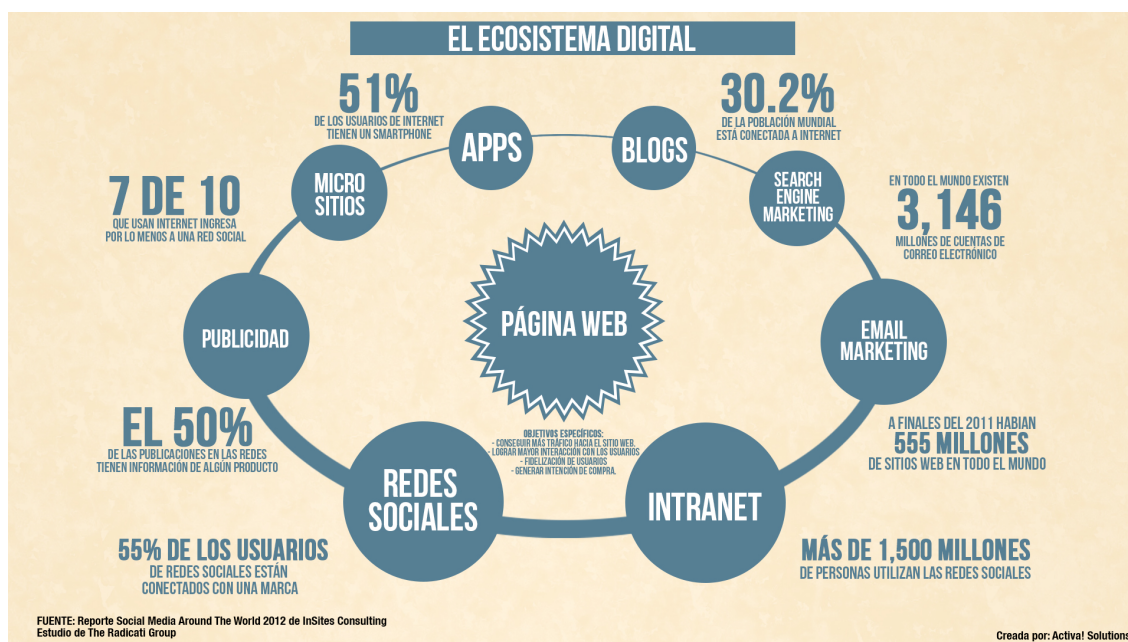 EL ECOSISTEMA DIGITAL
51%
DE LOS USUARIOS DE INTERNET
TIENEN UN SMARTPHONE
30.2%
DE LA POBLACIÓN MUNDIAL
ESTÁ CONECTADA A INTERNET
APPS
BLOGS
MICRO
SITIOS
SEARCH
ENGINE
MARKETING
7 DE 10
QUE USAN INTERNET INGRESA
POR LO MENOS A UNA RED SOCIAL
EN TODO EL MUNDO EXISTEN
3,146
MILLONES DE CUENTAS DE
CORREO ELECTRÓNICO
PUBLICIDAD
PÁGINA WEB
EMAIL
MARKETING
EL 50%
DE LAS PUBLICACIONES EN LAS REDES
TIENEN INFORMACIÓN DE ALGÚN PRODUCTO
OBJETIVOS ESPECÍFICOS:
- CONSEGUIR MÁS TRÁFICO HACIA EL SITIO WEB.
- LOGRAR MAYOR INTERACCIÓN CON LOS USUARIOS
- FIDELIZACIÓN DE USUARIOS
- GENERAR INTENCIÓN DE COMPRA.
A FINALES DEL 2011 HABIAN
555 MILLONES
DE SITIOS WEB EN TODO EL MUNDO
REDES
SOCIALES
INTRANET
55% DE LOS USUARIOS
DE REDES SOCIALES ESTÁN
CONECTADOS CON UNA MARCA
MÁS DE 1,500 MILLONES
DE PERSONAS UTILIZAN LAS REDES SOCIALES
FUENTE: Reporte Social Media Around The World 2012 de InSites Consulting
Estudio de The Radicati Group
Creada por: Activa! Solutions